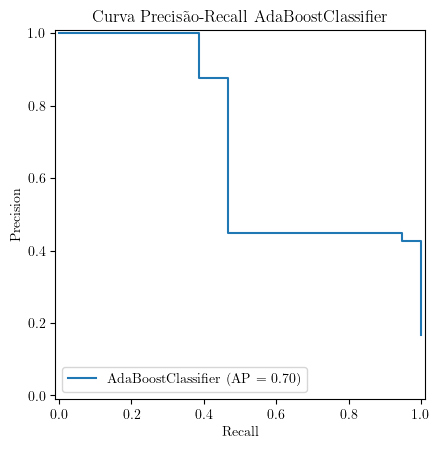 Curva Precisão-Recall AdaBoostClassifier
1.0
0.8
0.6
0.4
0.2
0.0
Precision
AdaBoostClassifier (AP = 0.70)
0.0 0.2 0.4 0.6 0.8 1.0
Recall